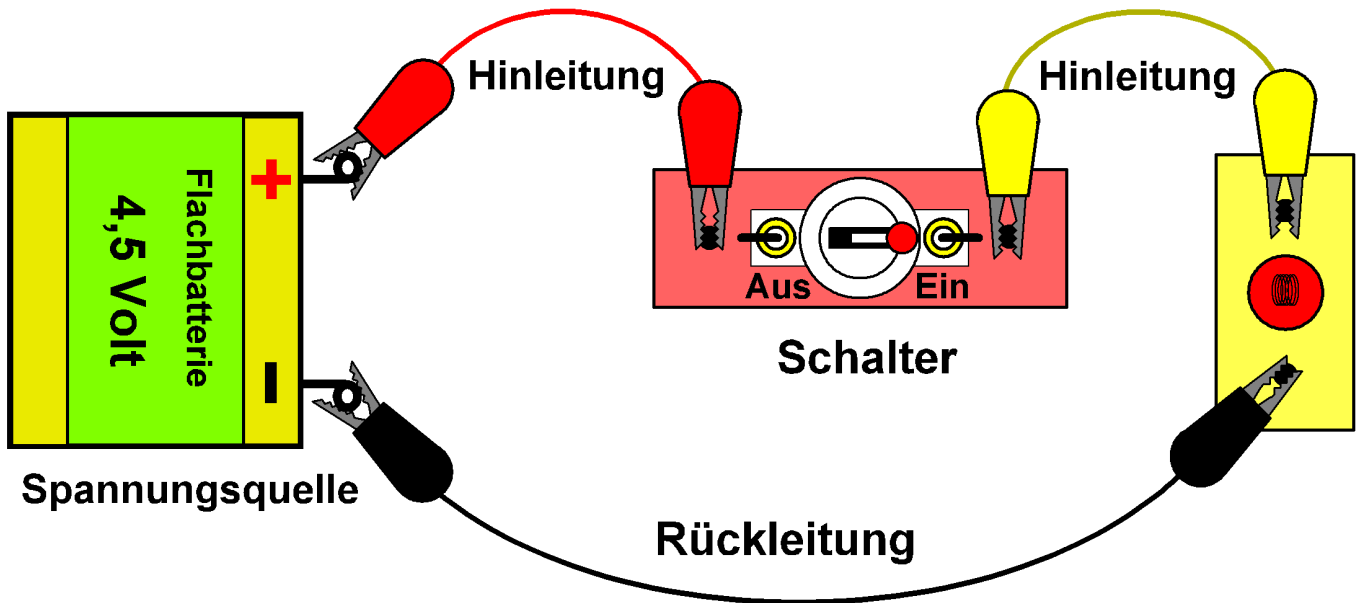 Hinleitung
Hinleitung
+
Flachbatterie
4,5 Volt
-
Aus
Ein
Schalter
Spannungsquelle
Rückleitung